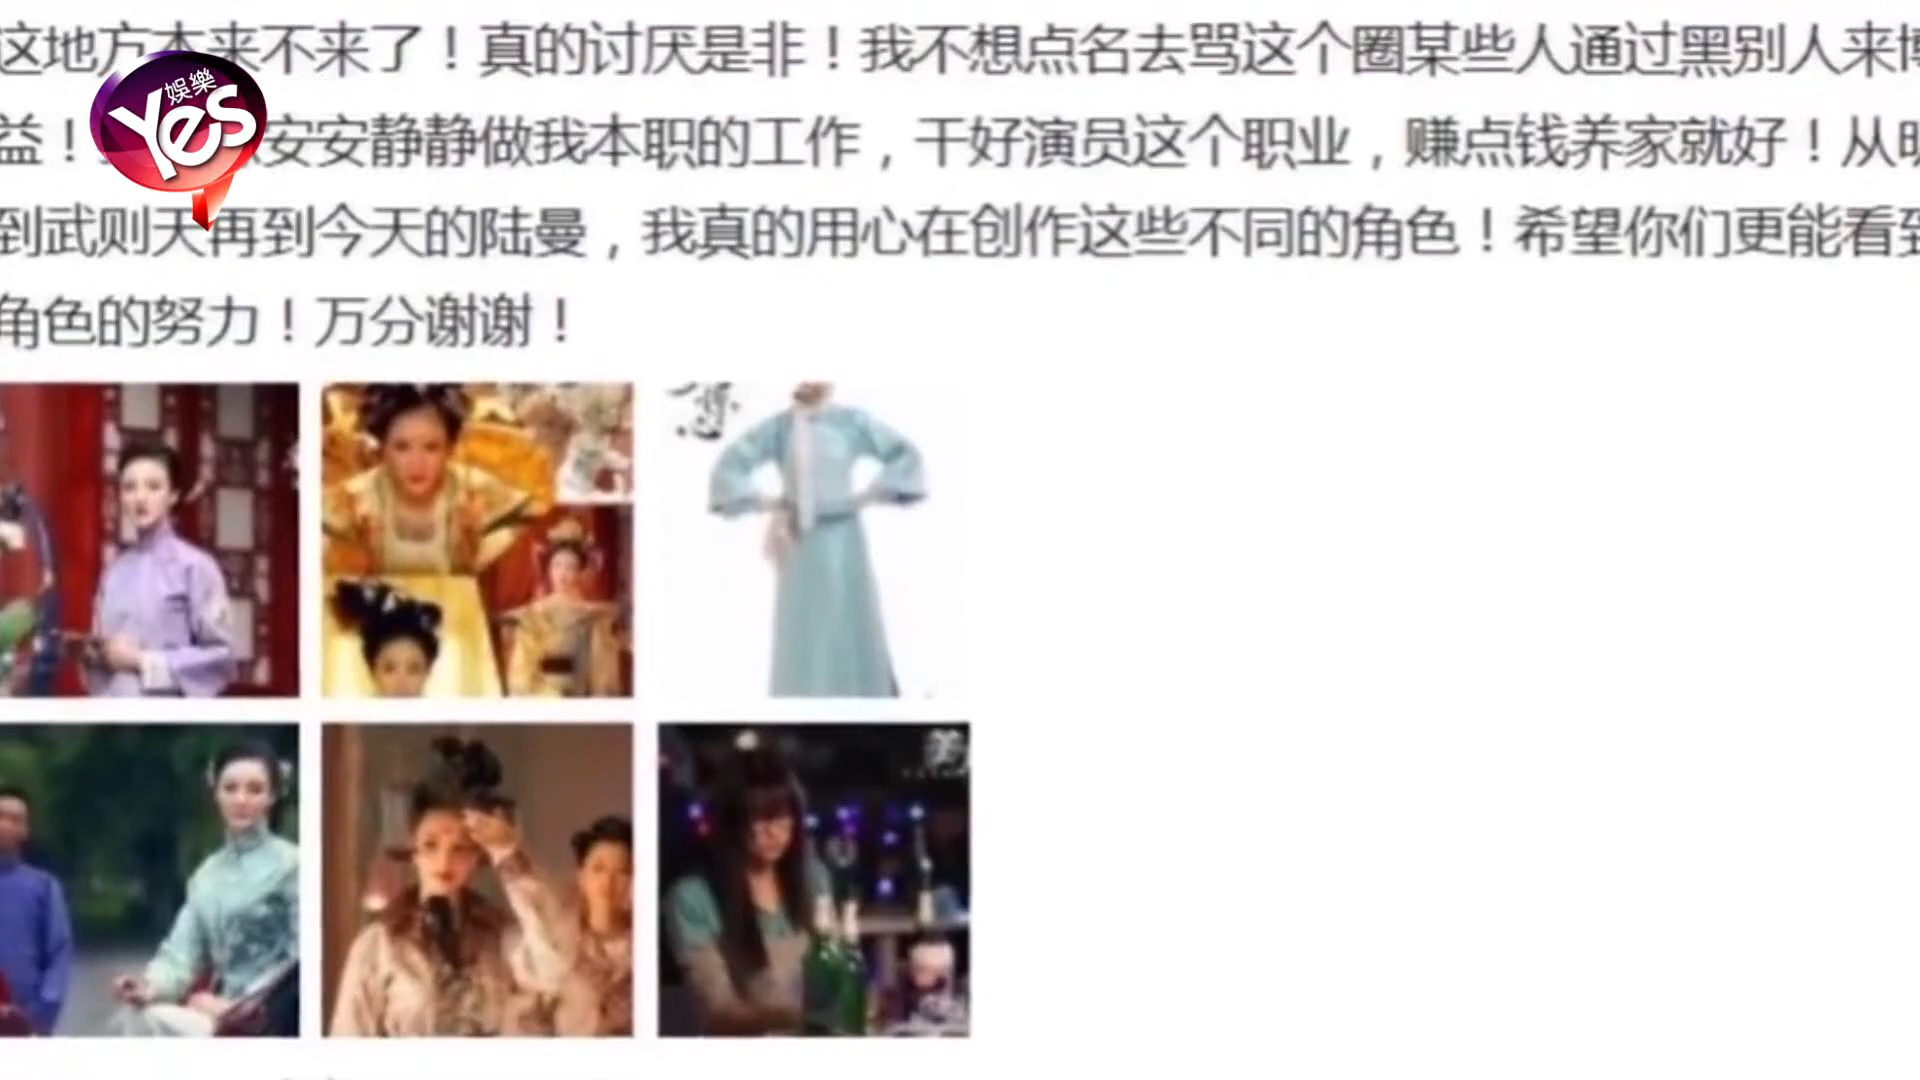 这地方本来不来了！真的讨厌是非！我不想点名去骂这个圈某些人通过黑别人来博
益！安安静静做我本职的工作，干好演员这个职业，赚点钱养家就好！从明
到武则天再到今天的陆曼，我真的用心在创作这些不同的角色！希望你们更能看到
角色的努力！万分谢谢！
娛樂
Yes